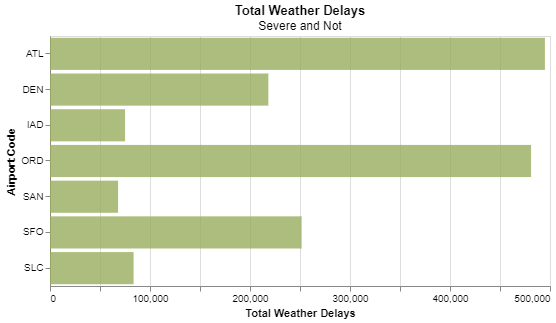 Total Weather Delays
Severe and Not
ATL
DEN
IAD
ORD
SAN
SFO
SLC
Airport Code
0 100,000 200,000 300,000 400,000 500,000
Total Weather Delays